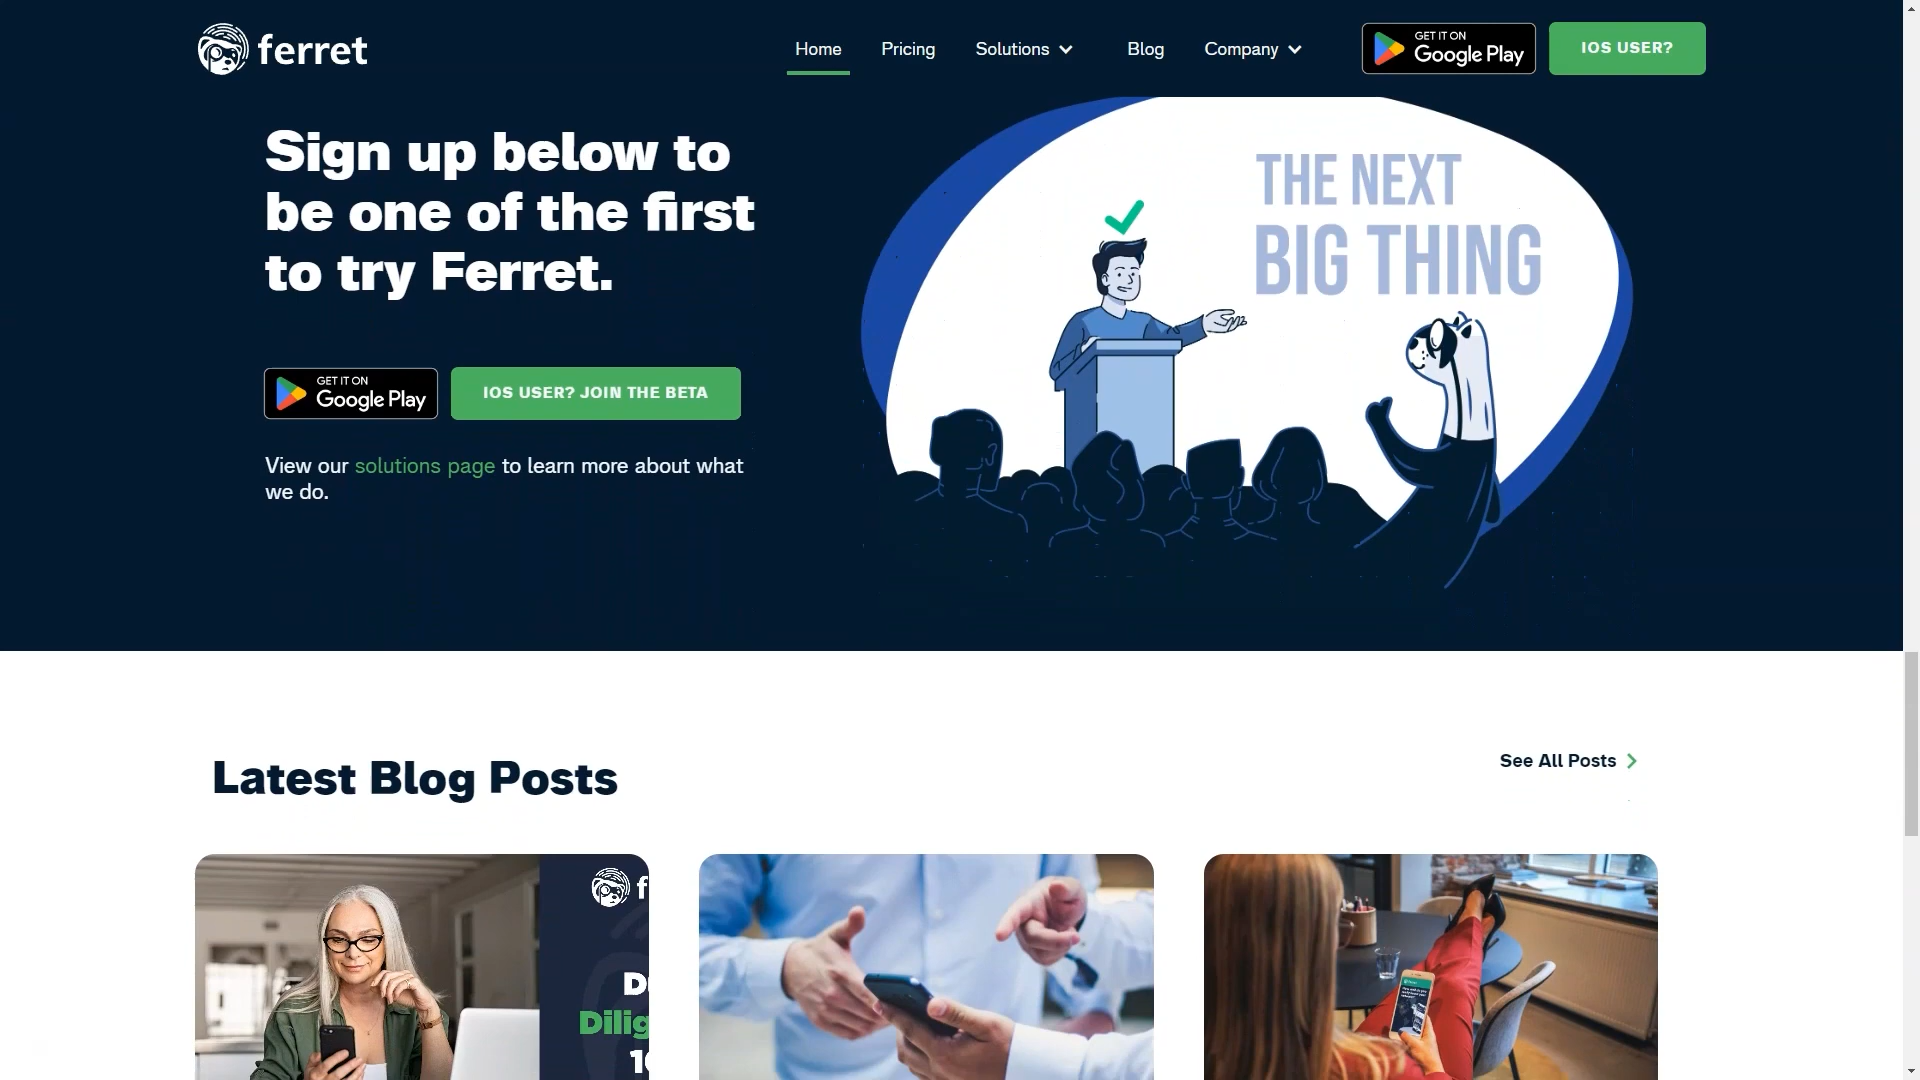 ferret
Home
Pricing
Solutions
Blog
Company
GET IT ON
Google Play
IOS USER?
Sign up below to
be one of the first
to try Ferret.
THE NEXT
BIG THING
GET IT ON
Google Play
IOS USER? JOIN THE BETA
View our solutions page to learn more about what
we do.
Latest Blog Posts
See All Posts
f
D
Dilig
10